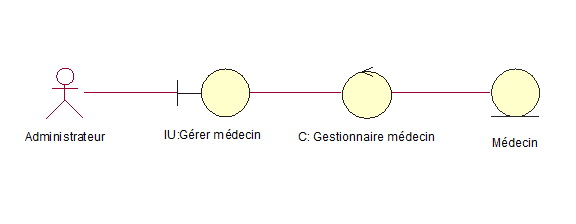 Administrateur
IU:Gérer médecin
C: Gestionnaire médecin
Médecin